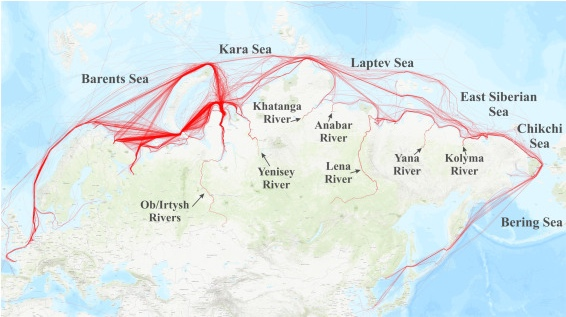 Kara Sea
Barents Sea
Laptev Sea
East Siberian
Sea
Chikchi
Sea
Khatanga
River
Anabar
River
Lena
River
Yana
River
Kolyma
River
Yenisey
River
Ob/Irtysh
Rivers
Bering Sea